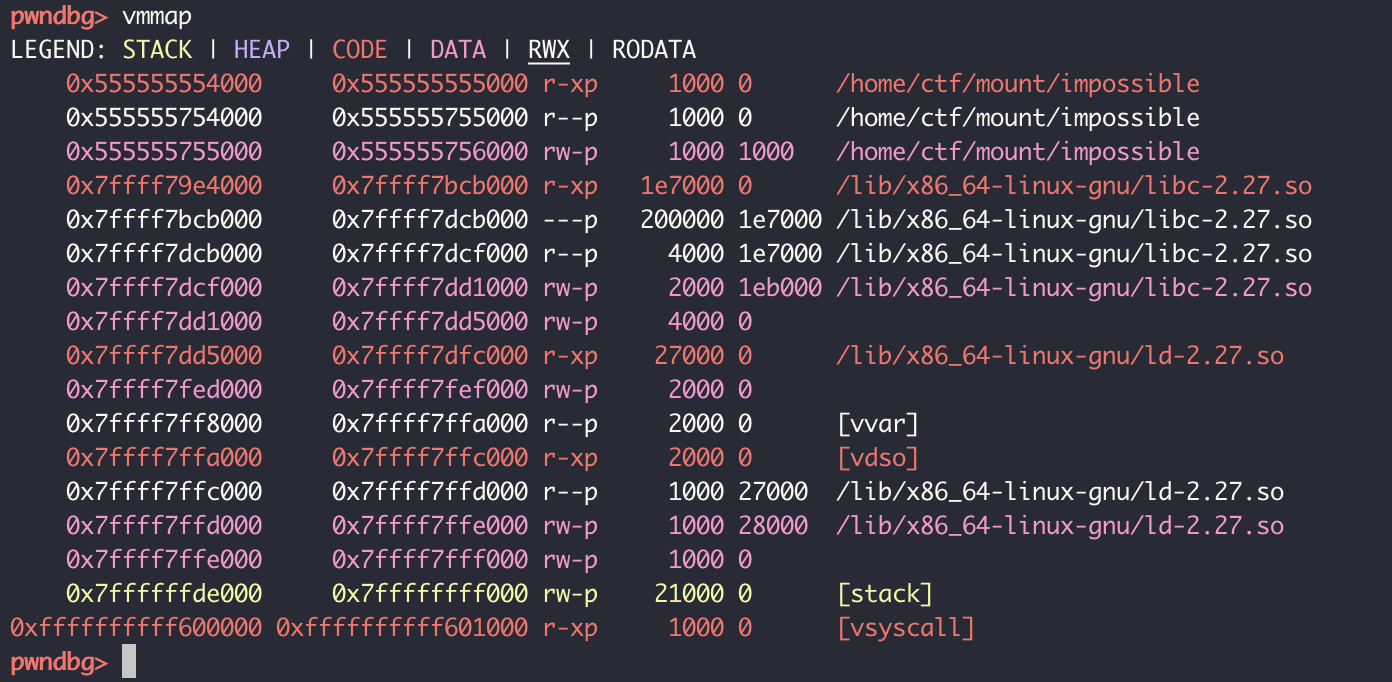 pwndbg> vmmap
LEGEND: STACK | HEAP | CODE | DATA | RWX | RODATA
0x555555554000 0x555555555000 r-xp 1000 0 /home/ctf/mount/impossible
0x555555754000 0x555555755000 r--p 1000 0 /home/ctf/mount/impossible
0x555555755000 0x555555756000 rw-p 1000 1000 /home/ctf/mount/impossible
0x7ffff79e4000 0x7ffff7bcb000 r-xp 1e7000 0 /lib/x86_64-linux-gnu/libc-2.27.so
0x7ffff7bcb000 0x7ffff7dcb000 ---p 200000 1e7000 /lib/x86_64-linux-gnu/libc-2.27.so
0x7ffff7dcb000 0x7ffff7dcf000 r--p 4000 1e7000 /lib/x86_64-linux-gnu/libc-2.27.so
0x7ffff7dcf000 0x7ffff7dd1000 rw-p 2000 1eb000 /lib/x86_64-linux-gnu/libc-2.27.so
0x7ffff7dd1000 0x7ffff7dd5000 rw-p 4000 0
0x7ffff7dd5000 0x7ffff7dfc000 r-xp 27000 0 /lib/x86_64-linux-gnu/ld-2.27.so
0x7ffff7fed000 0x7ffff7fef000 rw-p 2000 0
0x7ffff7ff8000 0x7ffff7ffa000 r--p 2000 0 [vvar]
0x7ffff7ffa000 0x7ffff7ffc000 r-xp 2000 0 [vdso]
0x7ffff7ffc000 0x7ffff7ffd000 r--p 1000 27000 /lib/x86_64-linux-gnu/ld-2.27.so
0x7ffff7ffd000 0x7ffff7ffe000 rw-p 1000 28000 /lib/x86_64-linux-gnu/ld-2.27.so
0x7ffff7ffe000 0x7ffff7fff000 rw-p 1000 0
0x7ffffffde000 0x7ffffffff000 rw-p 21000 0 [stack]
0xffffffffff600000 0xffffffffff601000 r-xp 1000 0 [vsyscall]
pwndbg>